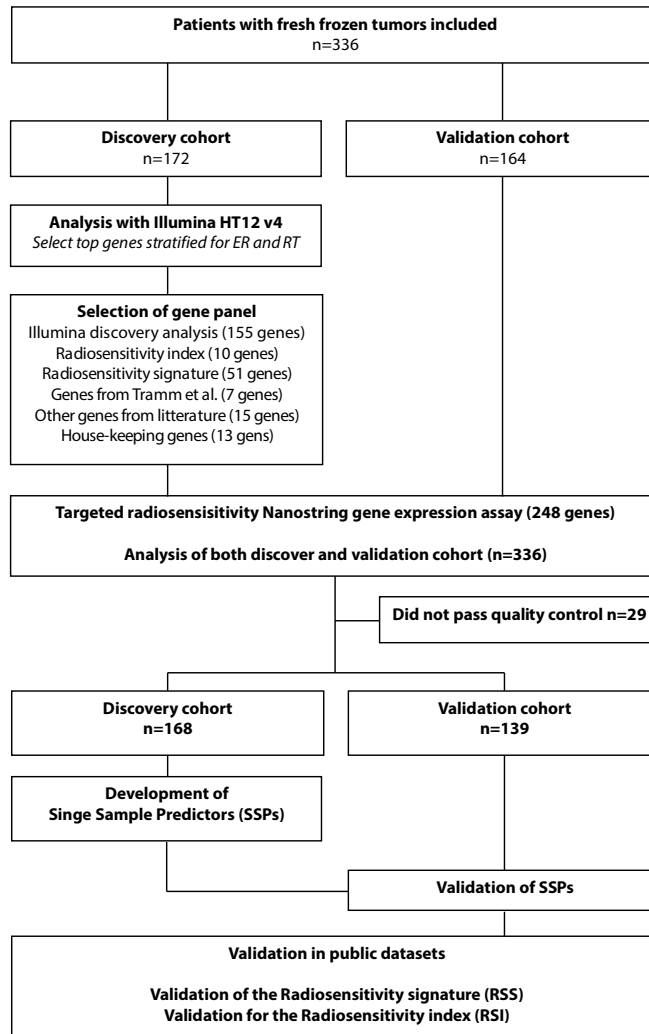 Patients with fresh frozen tumors included
n=336
Discovery cohort
n=172
Validation cohort
n=164
Analysis with Illumina HT12 v4
Select top genes stratified for ER and RT
Selection of gene panel
Illumina discovery analysis (155 genes)
Radiosensitivity index (10 genes)
Radiosensitivity signature (51 genes)
Genes from Tramm et al. (7 genes)
Other genes from litterature (15 genes)
House-keeping genes (13 gens)
Targeted radiosensisitivity Nanostring gene expression assay (248 genes)
Analysis of both discover and validation cohort (n=336)
Did not pass quality control n=29
Discovery cohort
n=168
Validation cohort
n=139
Development of
Singe Sample Predictors (SSPs)
Validation of SSPs
Validation in public datasets
Validation of the Radiosensitivity signature (RSS)
Validation for the Radiosensitivity index (RSI)